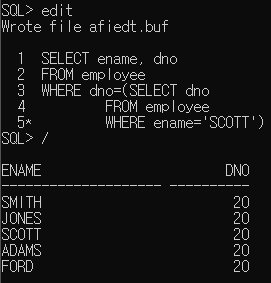 SQL> edit
Wrote file afiedt.buf
1 SELECT ename, dno
2 FROM employee
3 WHERE dno=(SELECT dno
4 FROM employee
5* WHERE ename='SCOTT')
SQL> /
ENAME DNO
-------------------- ----------
SMITH 20
JONES 20
SCOTT 20
ADAMS 20
FORD 20